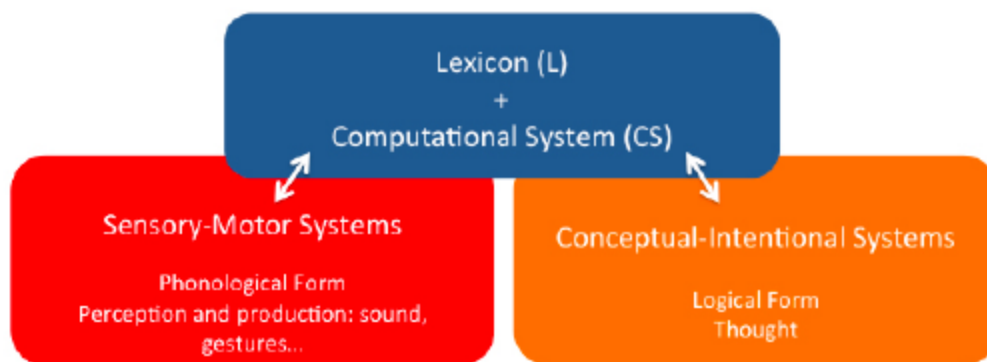 Lexicon (L)
+
Computational System (CS)
Sensory-Motor Systems
Phonological Form
Perception and production: sound,
gestures...
Conceptual-Intentional Systems
Logical Form
Thought